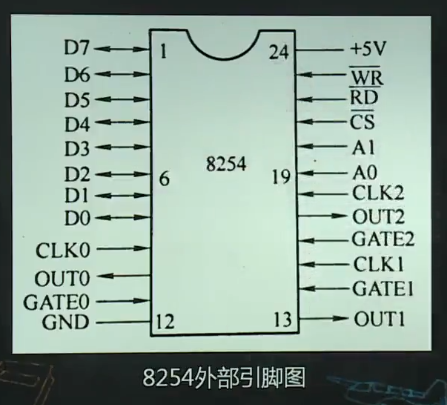 D7 1 24 +5V
D6 WR
D5 RD
D4 CS
D3 A1
D2 6 8254 19 A0
D1 CLK2
D0 OUT2
CLK0 GATE2
OUT0 CLK1
GATE0 GATE1
GND 12 13 OUT1
8254外部引脚图